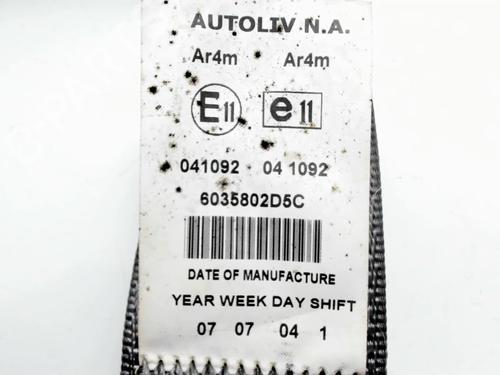 AUTOLIV N.A.
Ar4m Ar4m
E11 e11
041092 04 1092
6035802D5C
DATE OF MANUFACTURE
YEAR WEEK DAY SHIFT
07 07 04 1